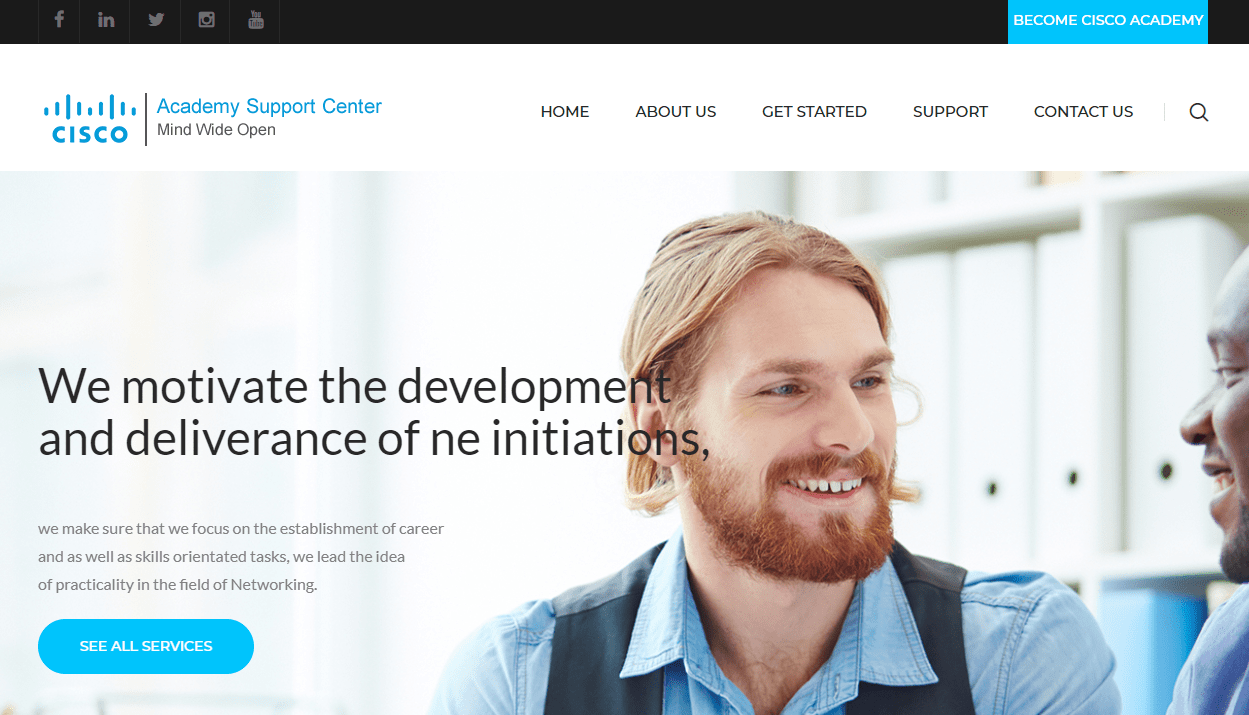 You
Tube
BECOME CISCO ACADEMY
CISCO
Academy Support Center
Mind Wide Open
HOME ABOUT US GET STARTED SUPPORT CONTACT US
We motivate the development
and deliverance of ne initiations,
we make sure that we focus on the establishment of career
and as well as skills orientated tasks, we lead the idea
of practicality in the field of Networking.
SEE ALL SERVICES